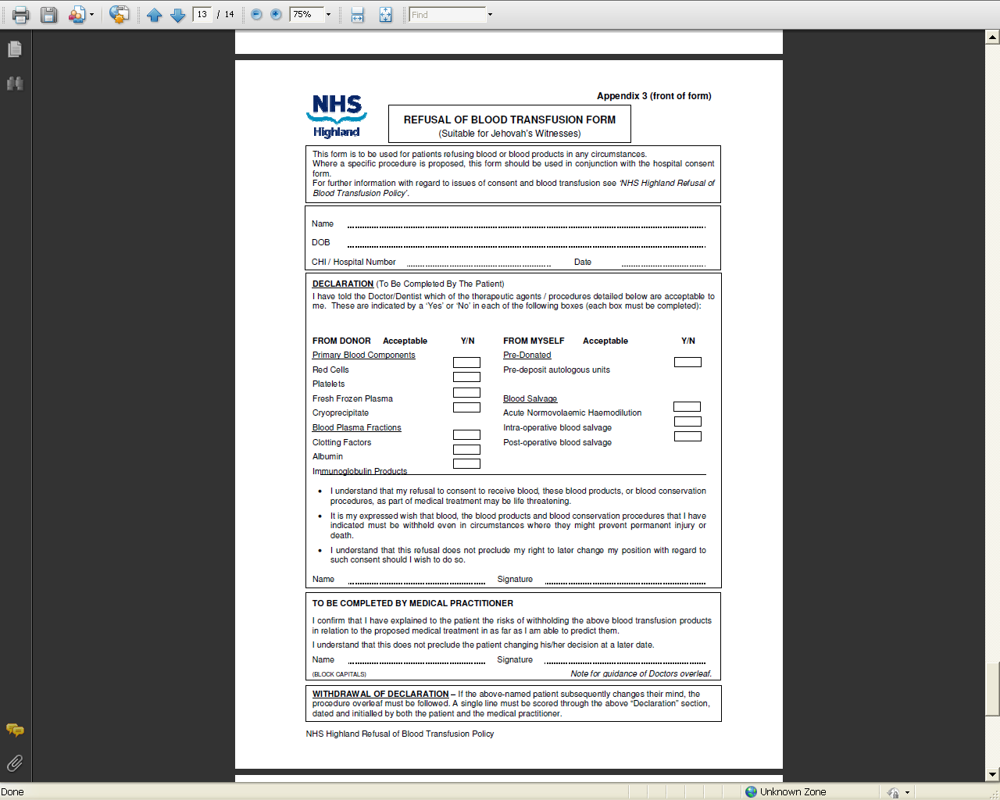 13 / 14
75%
Find
Appendix 3 (front of form)
NHS
Highland
REFUSAL OF BLOOD TRANSFUSION FORM
(Suitable for Jehovah's Witnesses)
This form is to be used for patients refusing blood or blood products in any circumstances.
Where a specific procedure is proposed, this form should be used in conjunction with the hospital consent
form.
For further information with regard to issues of consent and blood transfusion see ‘NHS Highland Refusal of
Blood Transfusion Policy’.
Name
DOB
CHI / Hospital Number Date
DECLARATION (To Be Completed By The Patient)
I have told the Doctor/Dentist which of the therapeutic agents / procedures detailed below are acceptable to
me. These are indicated by a ‘Yes’ or ‘No’ in each of the following boxes (each box must be completed):
FROM DONOR Acceptable Y/N FROM MYSELF Acceptable Y/N
Primary Blood Components Pre-Donated
Red Cells Pre-deposit autologous units
Platelets
Fresh Frozen Plasma Blood Salvage
Cryoprecipitate Acute Normovolaemic Haemodilution
Blood Plasma Fractions Intra-operative blood salvage
Clotting Factors Post-operative blood salvage
Albumin
Immunoglobulin Products
• I understand that my refusal to consent to receive blood, these blood products, or blood conservation
procedures, as part of medical treatment may be life threatening.
• It is my expressed wish that blood, the blood products and blood conservation procedures that I have
indicated must be withheld even in circumstances where they might prevent permanent injury or
death.
• I understand that this refusal does not preclude my right to later change my position with regard to
such consent should I wish to do so.
Name Signature
TO BE COMPLETED BY MEDICAL PRACTITIONER
I confirm that I have explained to the patient the risks of withholding the above blood transfusion products
in relation to the proposed medical treatment in as far as I am able to predict them.
I understand that this does not preclude the patient changing his/her decision at a later date.
Name Signature
(BLOCK CAPITALS) Note for guidance of Doctors overleaf.
WITHDRAWAL OF DECLARATION – If the above-named patient subsequently changes their mind, the
procedure overleaf must be followed. A single line must be scored through the above “Declaration” section,
dated and initialled by both the patient and the medical practitioner.
NHS Highland Refusal of Blood Transfusion Policy
Done Unknown Zone